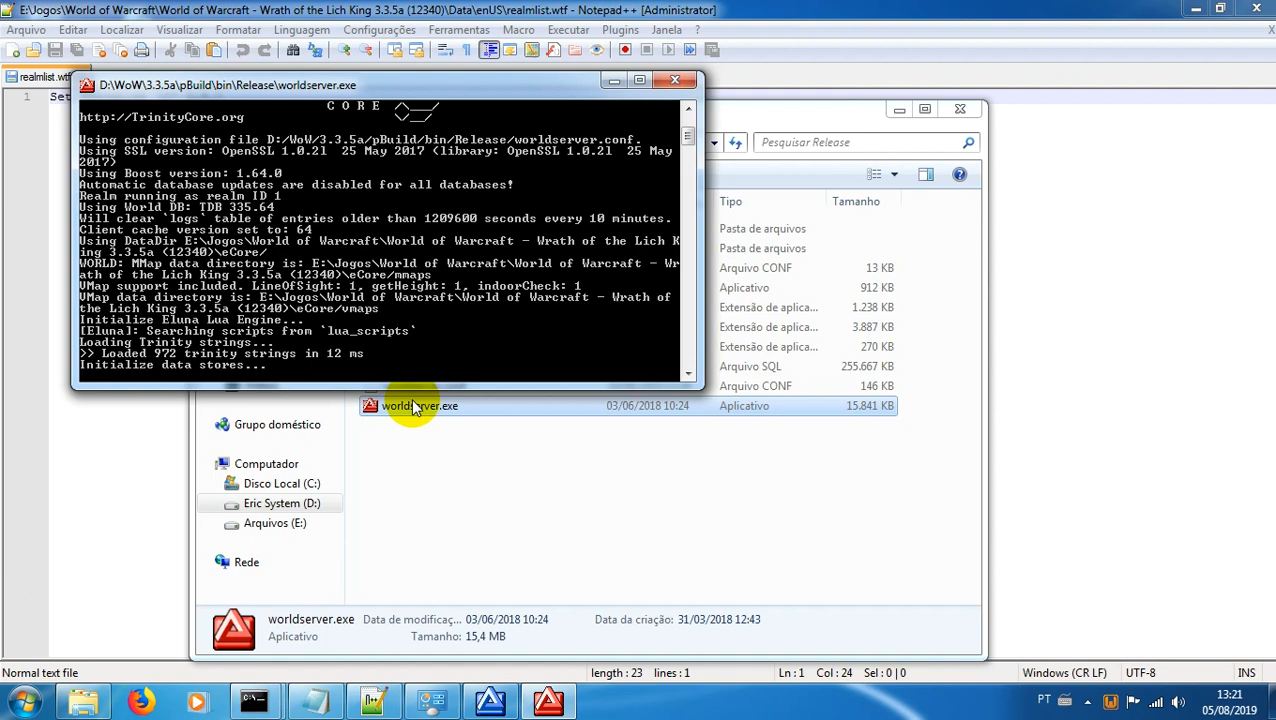 E:\Jogos\World of Warcraft\World of Warcraft - Wrath of the Lich King 3.3.5a (12340)\Data\enUS\realmlist.wtf - Notepad++ [Administrator]
Arquivo Editar Localizar Visualizar Formatar Linguagem Configurações Ferramentas Macro Executar Plugins Janela ?
X
realmlist.wtf
1 Se
D:\WoW\3.3.5a\pBuild\bin\Release\worldserver.exe
C O R E
http://TrinityCore.org
Using configuration file D:/WoW/3.3.5a/pBuild/bin/Release/worldserver.conf.
Using SSL version: OpenSSL 1.0.2l 25 May 2017 (library: OpenSSL 1.0.2l 25 May
2017)
Using Boost version: 1.64.0
Automatic database updates are disabled for all databases!
Realm running as realm ID 1
Using World DB: TDB 335.64
Will clear `logs` table of entries older than 1209600 seconds every 10 minutes.
Client cache version set to: 64
Using DataDir E:\Jogos\World of Warcraft\World of Warcraft - Wrath of the Lich K
ing 3.3.5a (12340)\eCore/
WORLD: MMap data directory is: E:\Jogos\World of Warcraft\World of Warcraft - Wr
ath of the Lich King 3.3.5a (12340)\eCore/mmaps
VMap support included. LineOfSight: 1, getHeight: 1, indoorCheck: 1
VMap data directory is: E:\Jogos\World of Warcraft\World of Warcraft - Wrath of
the Lich King 3.3.5a (12340)\eCore/vmaps
Initialize Eluna Lua Engine...
[Eluna]: Searching scripts from `lua_scripts`
Loading Trinity strings...
>> Loaded 972 trinity strings in 12 ms
Initialize data stores...
Pesquisar Release
Tipo Tamanho
Pasta de arquivos
Pasta de arquivos
Arquivo CONF 13 KB
Aplicativo 912 KB
Extensão de aplica... 1.238 KB
Extensão de aplica... 3.887 KB
Extensão de aplica... 270 KB
Arquivo SQL 255.667 KB
Arquivo CONF 146 KB
worldserver.exe 03/06/2018 10:24 Aplicativo 15.841 KB
Grupo doméstico
Computador
Disco Local (C:)
Eric System (D:)
Arquivos (E:)
Rede
worldserver.exe Data de modificaç... 03/06/2018 10:24 Data da criação: 31/03/2018 12:43
Aplicativo Tamanho: 15,4 MB
Normal text file length : 23 lines : 1 Ln : 1 Col : 24 Sel : 0 | 0 Windows (CR LF) UTF-8 INS
PT 13:21
05/08/2019